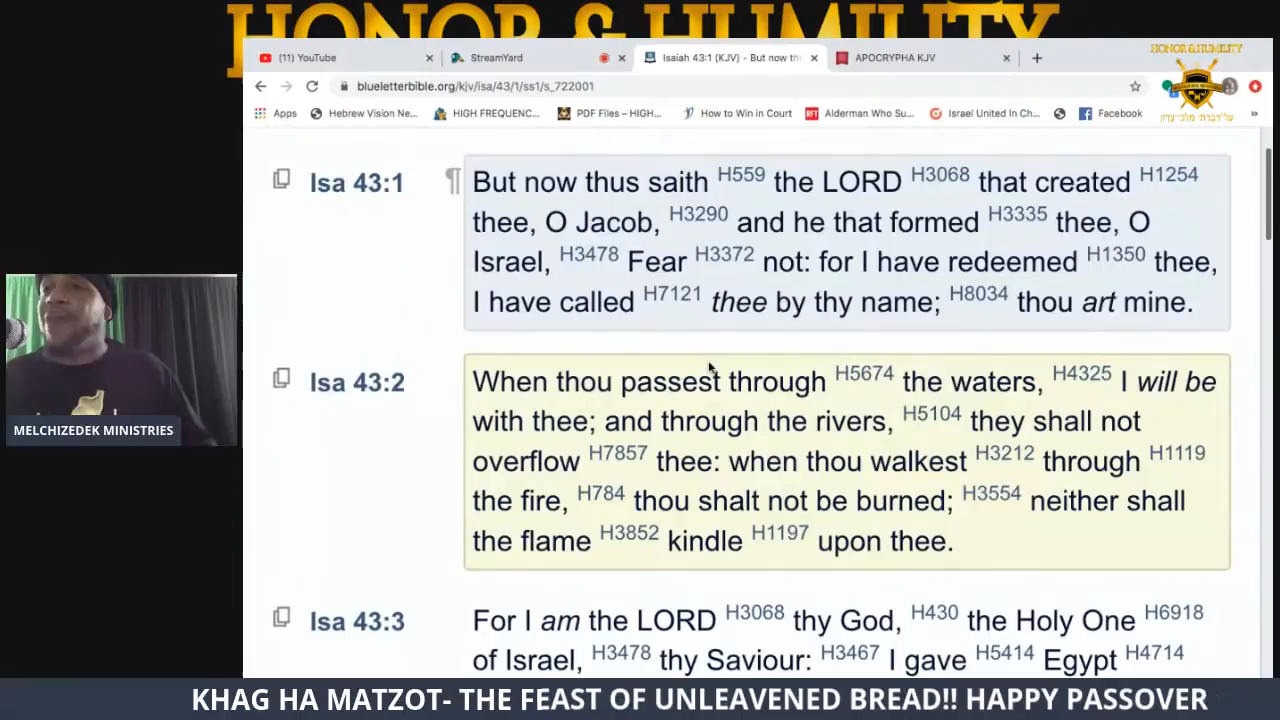 HONOR & HUMILITY
(11) YouTube
StreamYard
Isaiah 43:1 (KJV) - But now th
APOCRYPHA KJV
HONOR & HUMILITY
blueletterbible.org/kjv/isa/43/1/ss1/s_722001
Apps
Hebrew Vision Ne...
HIGH FREQUENC...
PDF Files – HIGH...
How to Win in Court
Alderman Who Su...
Israel United In Ch...
Facebook
Isa 43:1
¶ But now thus saith H559 the LORD H3068 that created H1254
thee, O Jacob, H3290 and he that formed H3335 thee, O
Israel, H3478 Fear H3372 not: for I have redeemed H1350 thee,
I have called H7121 thee by thy name; H8034 thou art mine.
Isa 43:2
When thou passest through H5674 the waters, H4325 I will be
with thee; and through the rivers, H5104 they shall not
overflow H7857 thee: when thou walkest H3212 through H1119
the fire, H784 thou shalt not be burned; H3554 neither shall
the flame H3852 kindle H1197 upon thee.
Isa 43:3
For I am the LORD H3068 thy God, H430 the Holy One H6918
of Israel, H3478 thy Saviour: H3467 I gave H5414 Egypt H4714
MELCHIZEDEK MINISTRIES
KHAG HA MATZOT- THE FEAST OF UNLEAVENED BREAD!! HAPPY PASSOVER